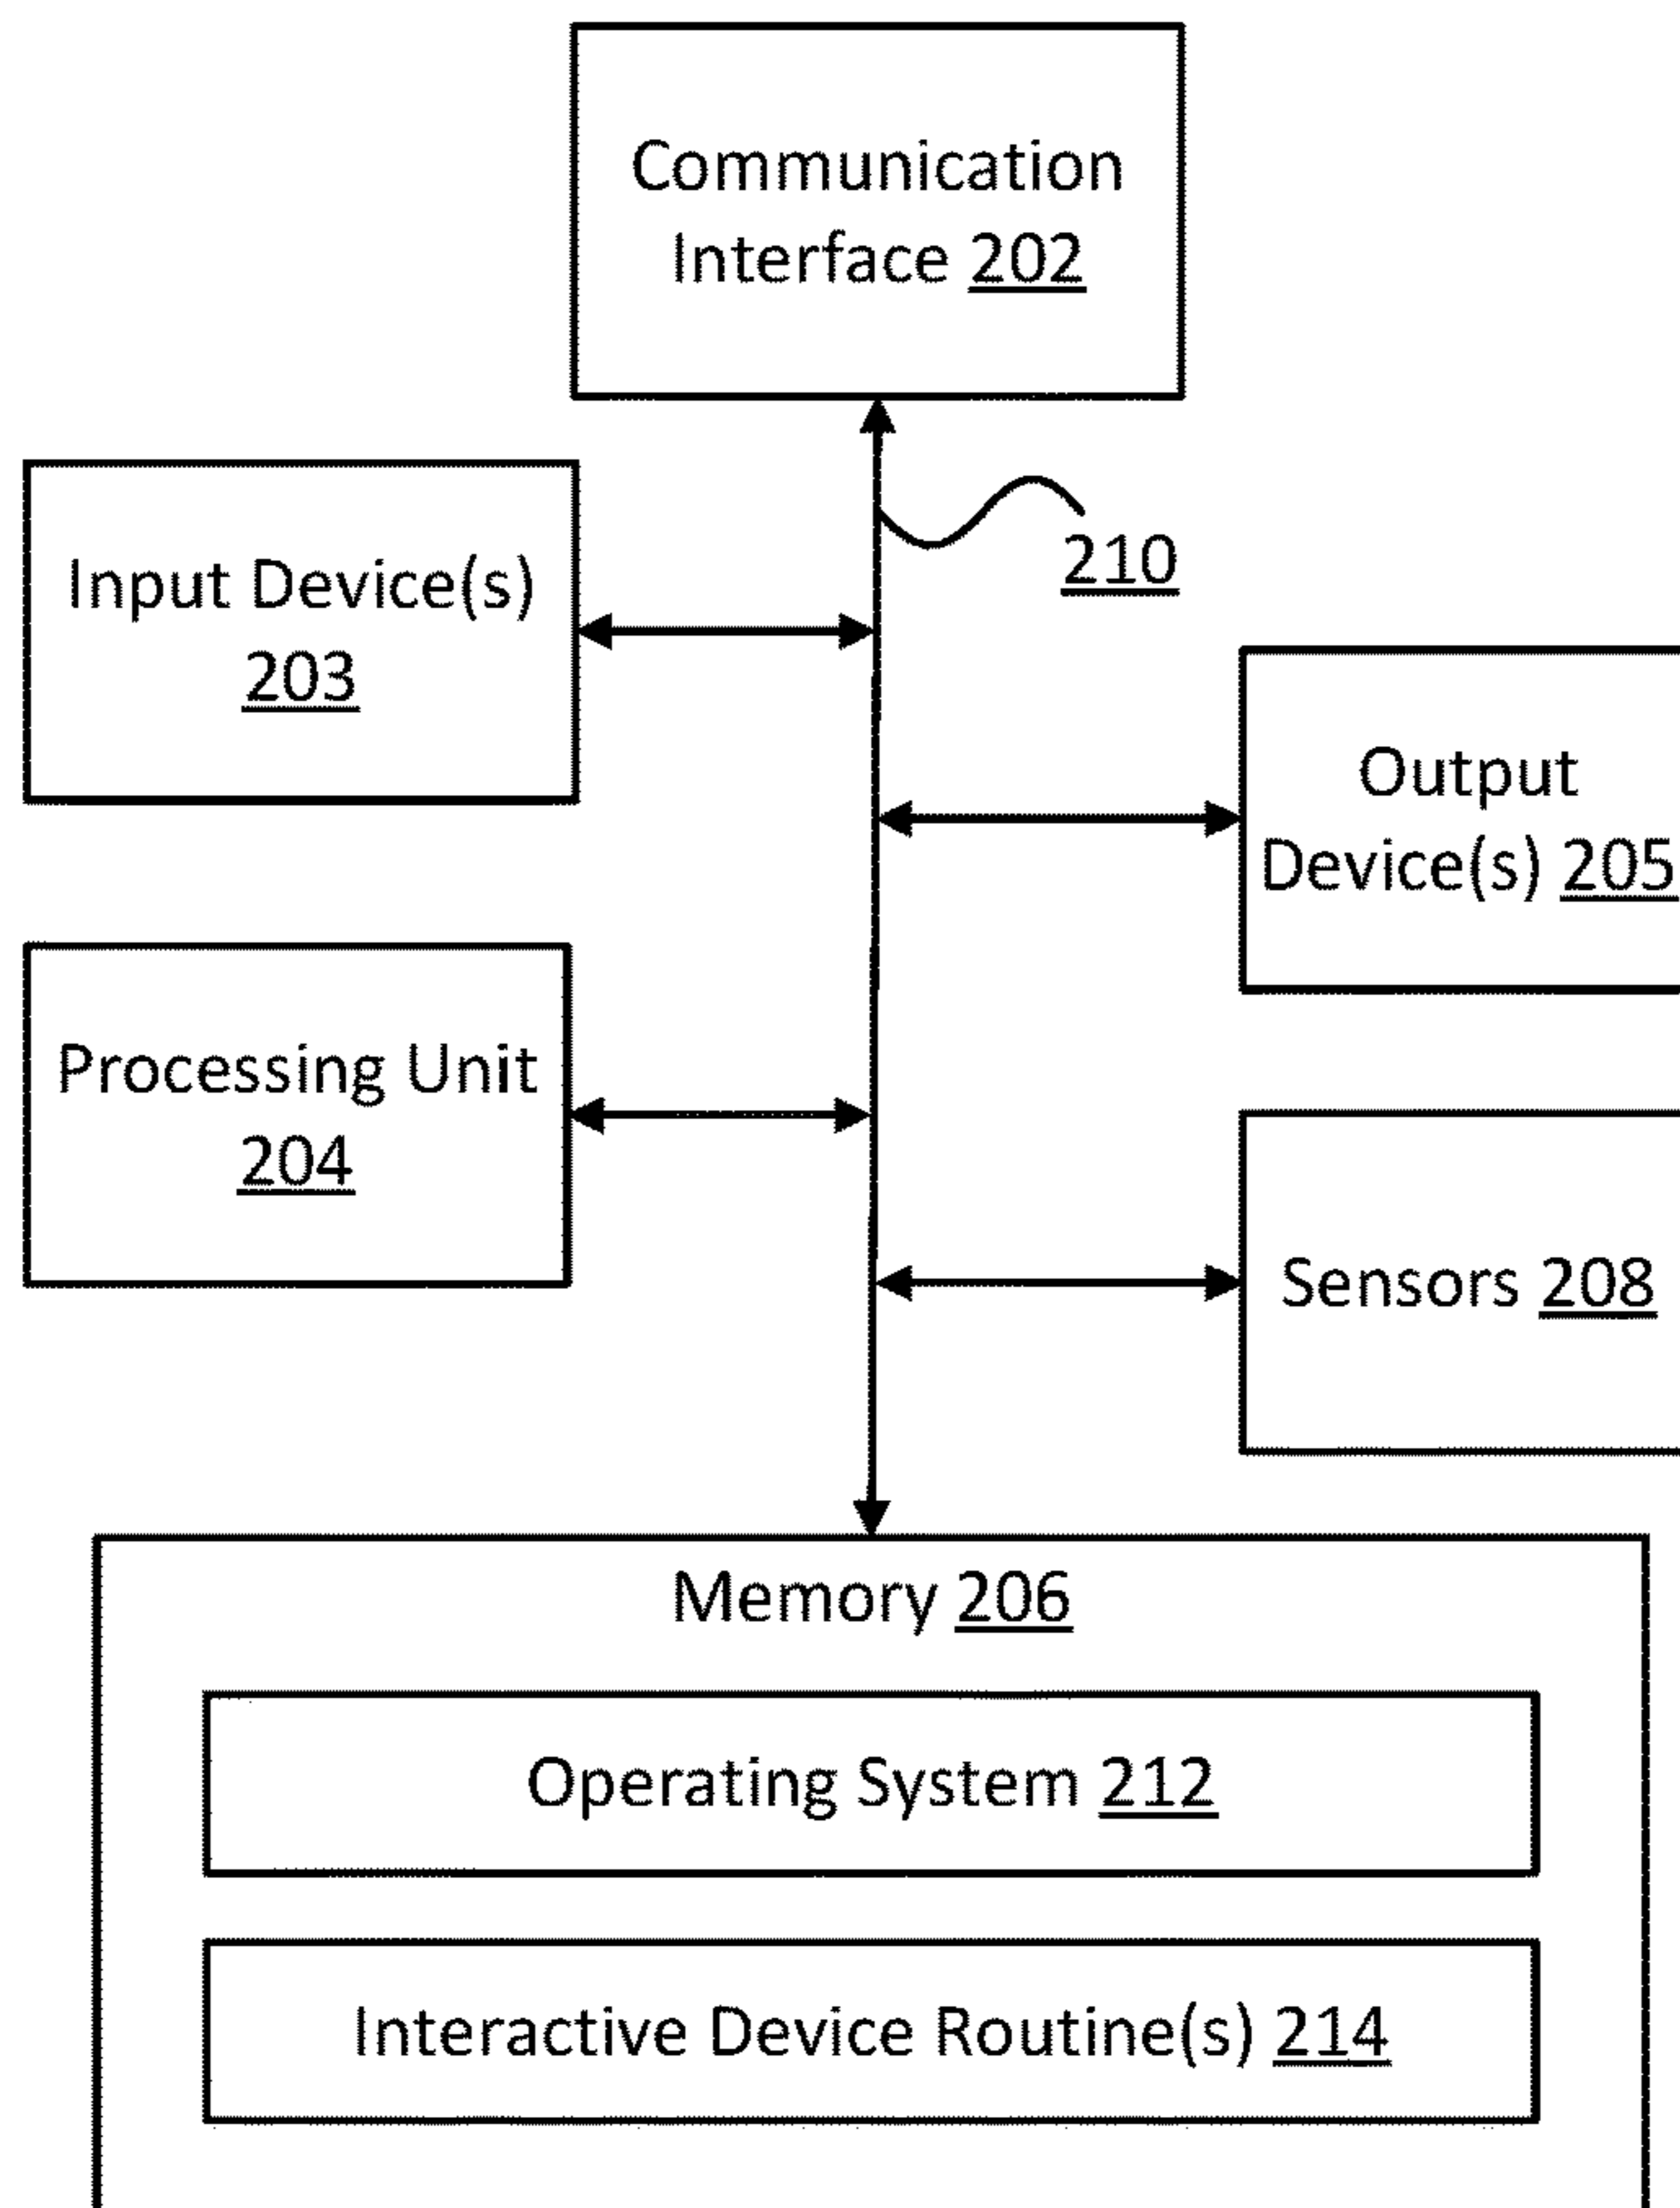 Communication
Interface 202
Input Device(s)
203
210
Output
Device(s) 205
Processing Unit
204
Sensors 208
Memory 206
Operating System 212
Interactive Device Routine(s) 214